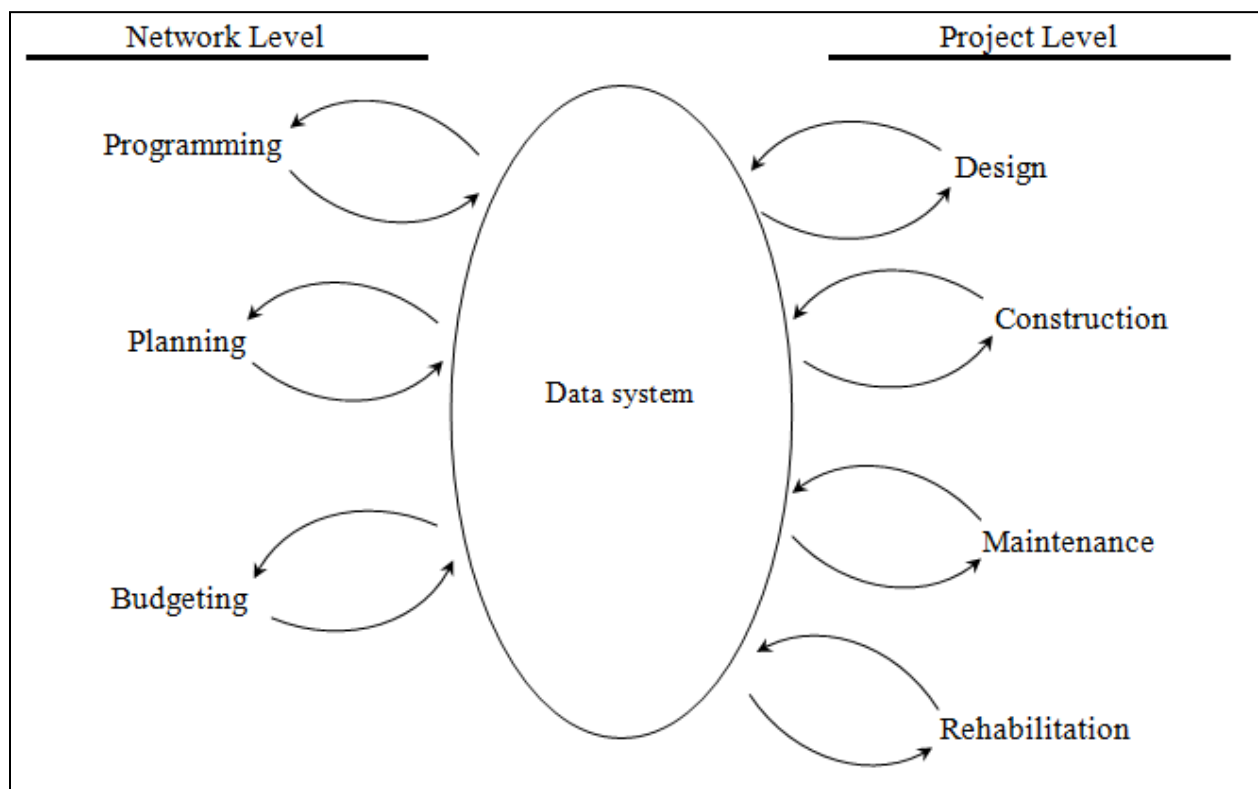 Network Level
Project Level
Programming
Design
Planning
Construction
Data system
Budgeting
Maintenance
Rehabilitation